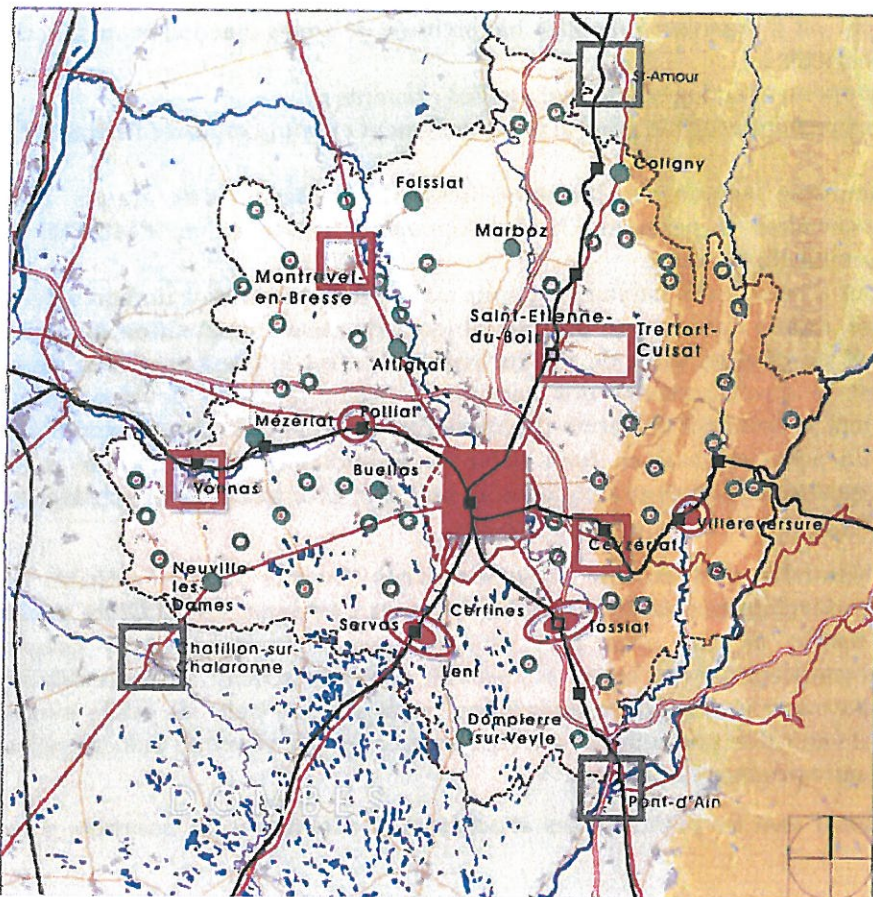 St-Amour
Coligny
Foissiat
Marboz
Montrevel-
en-Bresse
Saint-Etienne-
du-Bois
Treffort-
Cuisat
Attignat
Mézériat
Polliat
Vonnas
Buellas
Villereversure
Ceyzériat
Neuville
les
Dames
Servas
Certines
Tossiat
Chatillon-sur-
Chalaronne
Lent
Dompierre
sur-Veyle
DOMBES
Pont-d'Ain